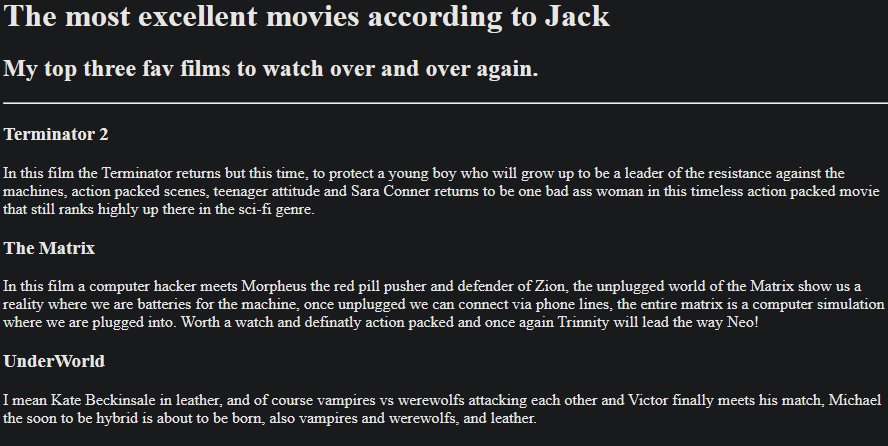 The most excellent movies according to Jack
My top three fav films to watch over and over again.
Terminator 2
In this film the Terminator returns but this time, to protect a young boy who will grow up to be a leader of the resistance against the
machines, action packed scenes, teenager attitude and Sara Conner returns to be one bad ass woman in this timeless action packed movie
that still ranks highly up there in the sci-fi genre.
The Matrix
In this film a computer hacker meets Morpheus the red pill pusher and defender of Zion, the unplugged world of the Matrix show us a
reality where we are batteries for the machine, once unplugged we can connect via phone lines, the entire matrix is a computer simulation
where we are plugged into. Worth a watch and definatly action packed and once again Trinnity will lead the way Neo!
UnderWorld
I mean Kate Beckinsale in leather, and of course vampires vs werewolfs attacking each other and Victor finally meets his match, Michael
the soon to be hybrid is about to be born, also vampires and werewolfs, and leather.